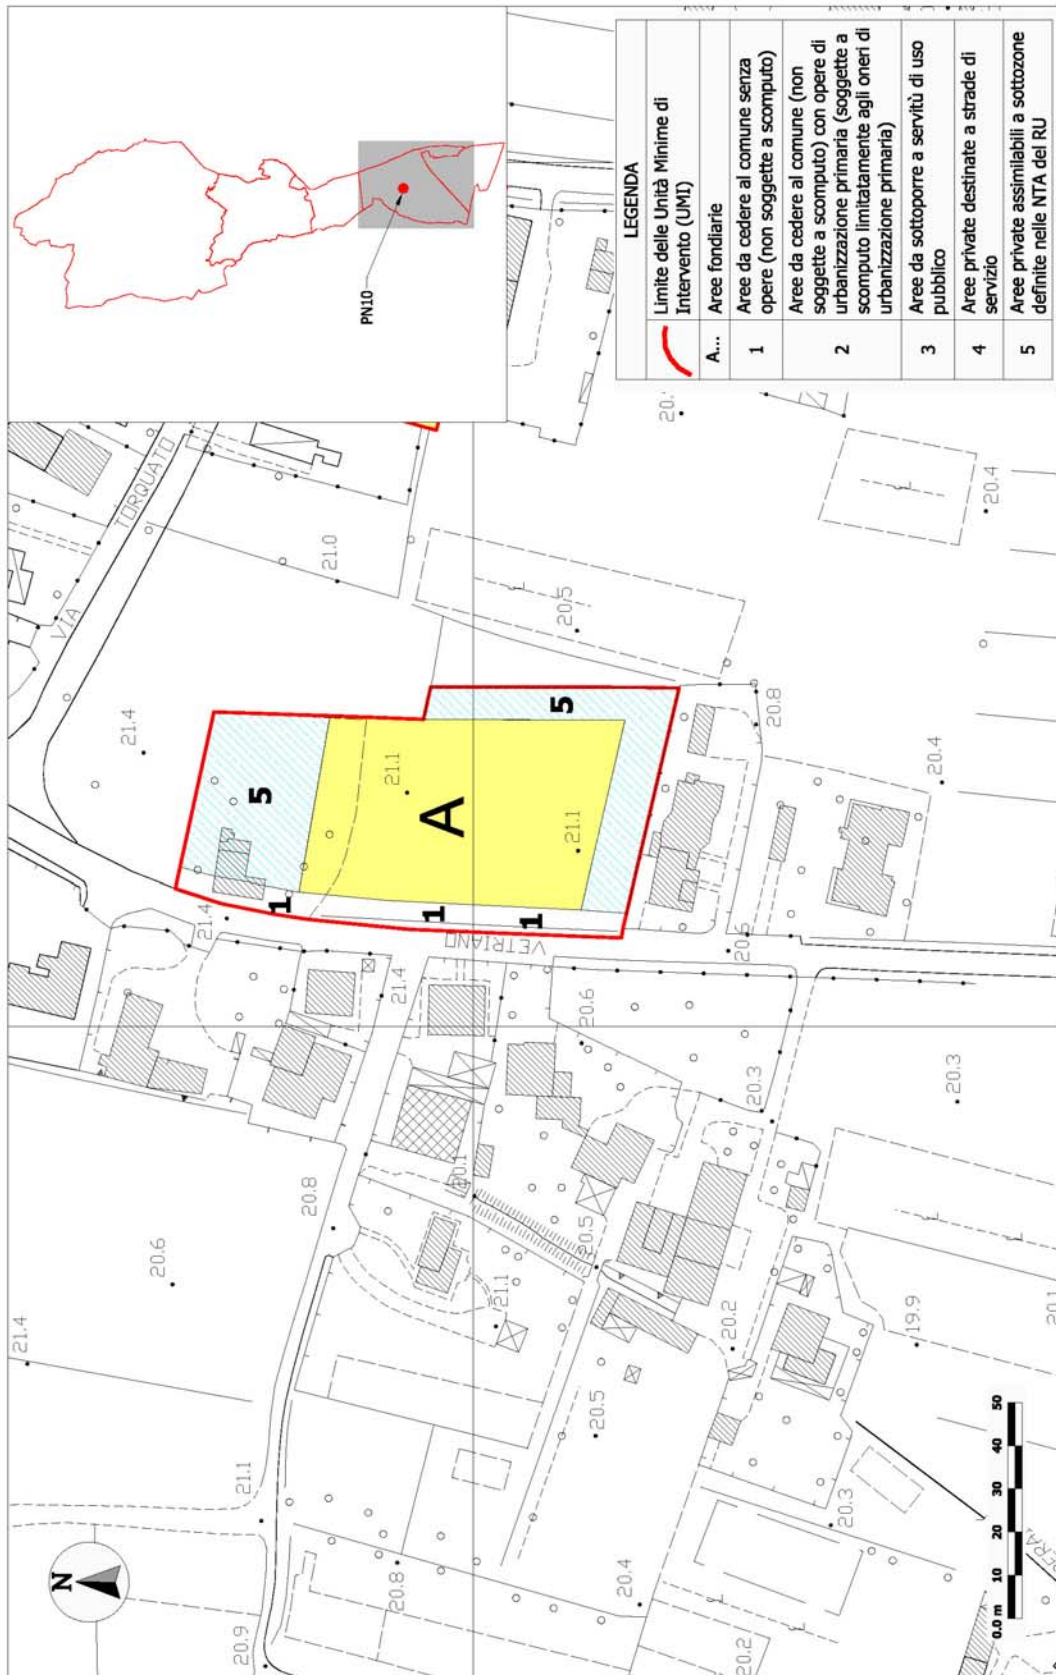 PN10
LEGENDA
Limite delle Unità Minime di
Intervento (UMI)
A... Aree fondiarie
1 Aree da cedere al comune senza
opere (non soggette a scomputo)
2 Aree da cedere al comune (non
soggette a scomputo) con opere di
urbanizzazione primaria (soggette a
scomputo limitatamente agli oneri di
urbanizzazione primaria)
3 Aree da sottoporre a servitù di uso
pubblico
4 Aree private destinate a strade di
servizio
5 Aree private assimilabili a sottozone
definite nelle NTA del RU
VIA TORQUATO
VETRIANO
A
5
5
1
1
1
21.4
21.0
20.5
21.1
21.1
20.8
20.4
20.4
21.4
21.4
20.6
20.6
20.3
20.3
20.8
20.1
20.5
20.6
21.4
21.1
20.2
19.9
20.1
21.1
20.5
20.3
20.8
20.4
20.9
20.2
N
0.0 m 10 20 30 40 50